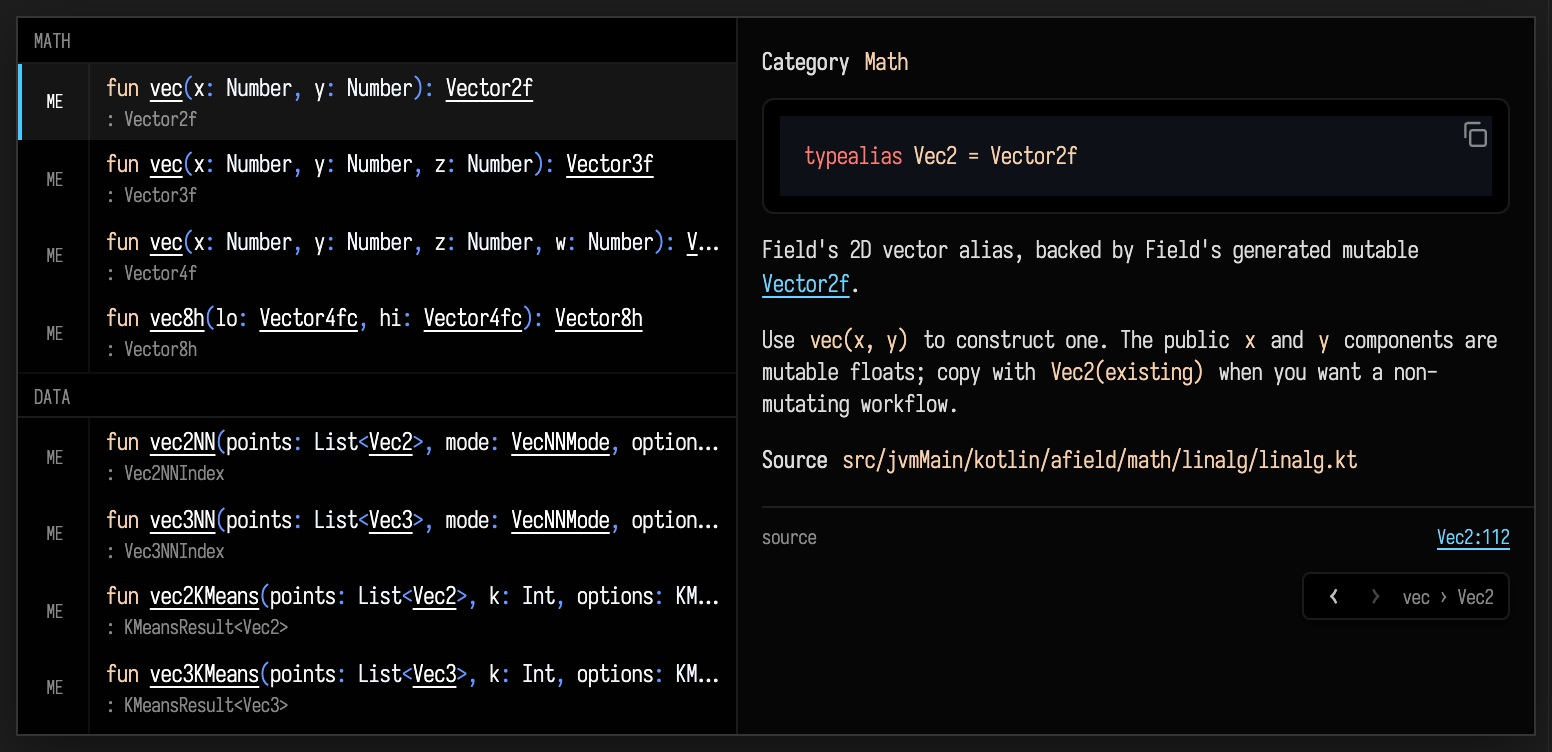 MATH
ME
fun vec(x: Number, y: Number): Vector2f
: Vector2f
ME
fun vec(x: Number, y: Number, z: Number): Vector3f
: Vector3f
ME
fun vec(x: Number, y: Number, z: Number, w: Number): V...
: Vector4f
ME
fun vec8h(lo: Vector4fc, hi: Vector4fc): Vector8h
: Vector8h
DATA
ME
fun vec2NN(points: List<Vec2>, mode: VecNNMode, option...
: Vec2NNIndex
ME
fun vec3NN(points: List<Vec3>, mode: VecNNMode, option...
: Vec3NNIndex
ME
fun vec2KMeans(points: List<Vec2>, k: Int, options: KM...
: KMeansResult<Vec2>
ME
fun vec3KMeans(points: List<Vec3>, k: Int, options: KM...
: KMeansResult<Vec3>
Category Math
typealias Vec2 = Vector2f
Field's 2D vector alias, backed by Field's generated mutable
Vector2f.
Use vec(x, y) to construct one. The public x and y components are
mutable floats; copy with Vec2(existing) when you want a non-
mutating workflow.
Source src/jvmMain/kotlin/afield/math/linalg/linalg.kt
source
Vec2:112
‹ › vec › Vec2